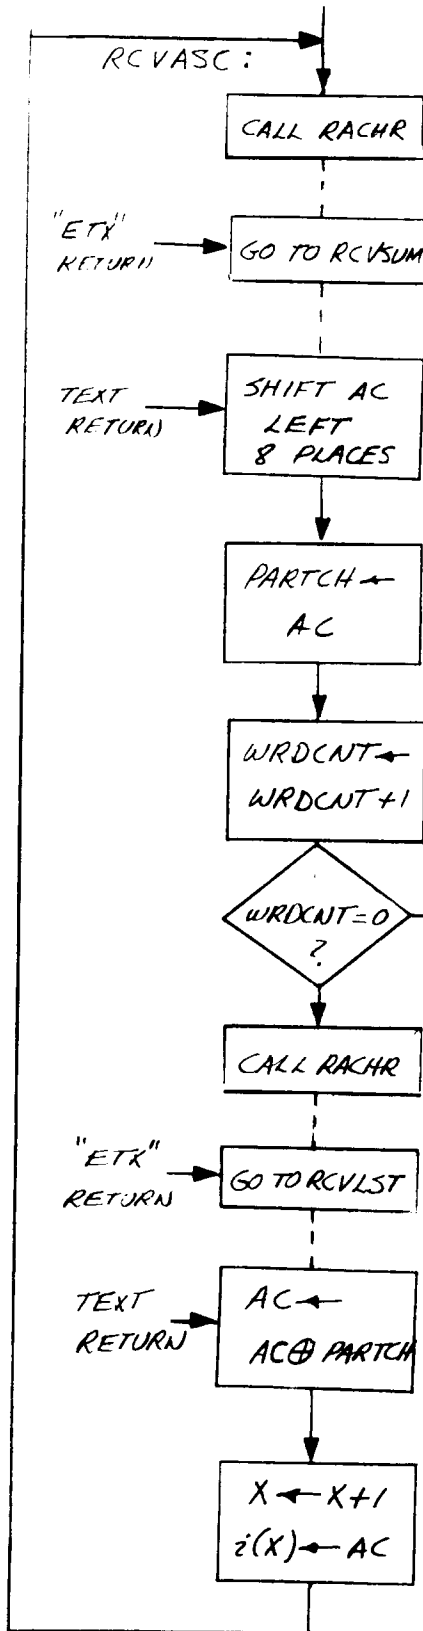 RCVASC:
CALL RACHR
"ETX"
RETURN
GO TO RCVSUM
TEXT
RETURN
SHIFT AC
LEFT
8 PLACES
PARTCH←
AC
WRDCNT←
WRDCNT+1
WRDCNT=0
?
CALL RACHR
"ETX"
RETURN
GO TO RCVLST
TEXT
RETURN
AC←
AC⊕PARTCH
X←X+1
i(X)←AC